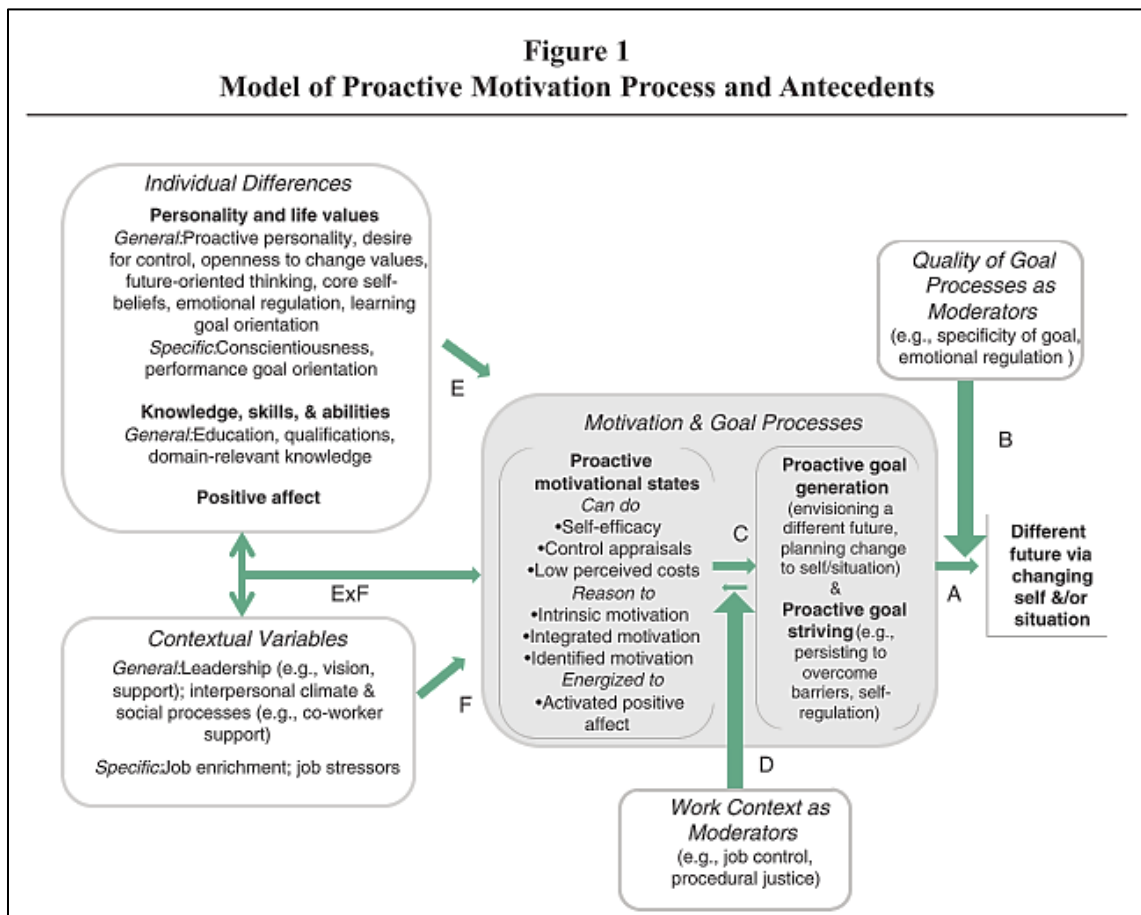 Figure 1
Model of Proactive Motivation Process and Antecedents
Individual Differences
Personality and life values
General:Proactive personality, desire
for control, openness to change values,
future-oriented thinking, core self-
beliefs, emotional regulation, learning
goal orientation
Specific:Conscientiousness,
performance goal orientation
Knowledge, skills, & abilities
General:Education, qualifications,
domain-relevant knowledge
Positive affect
E
ExF
Contextual Variables
General:Leadership (e.g., vision,
support); interpersonal climate &
social processes (e.g., co-worker
support)
Specific:Job enrichment; job stressors
F
Motivation & Goal Processes
Proactive
motivational states
Can do
•Self-efficacy
•Control appraisals
•Low perceived costs
Reason to
•Intrinsic motivation
•Integrated motivation
•Identified motivation
Energized to
•Activated positive
affect
C
Proactive goal
generation
(envisioning a
different future,
planning change
to self/situation)
&
Proactive goal
striving (e.g.,
persisting to
overcome
barriers, self-
regulation)
D
Work Context as
Moderators
(e.g., job control,
procedural justice)
Quality of Goal
Processes as
Moderators
(e.g., specificity of goal,
emotional regulation )
B
A
Different
future via
changing
self &/or
situation